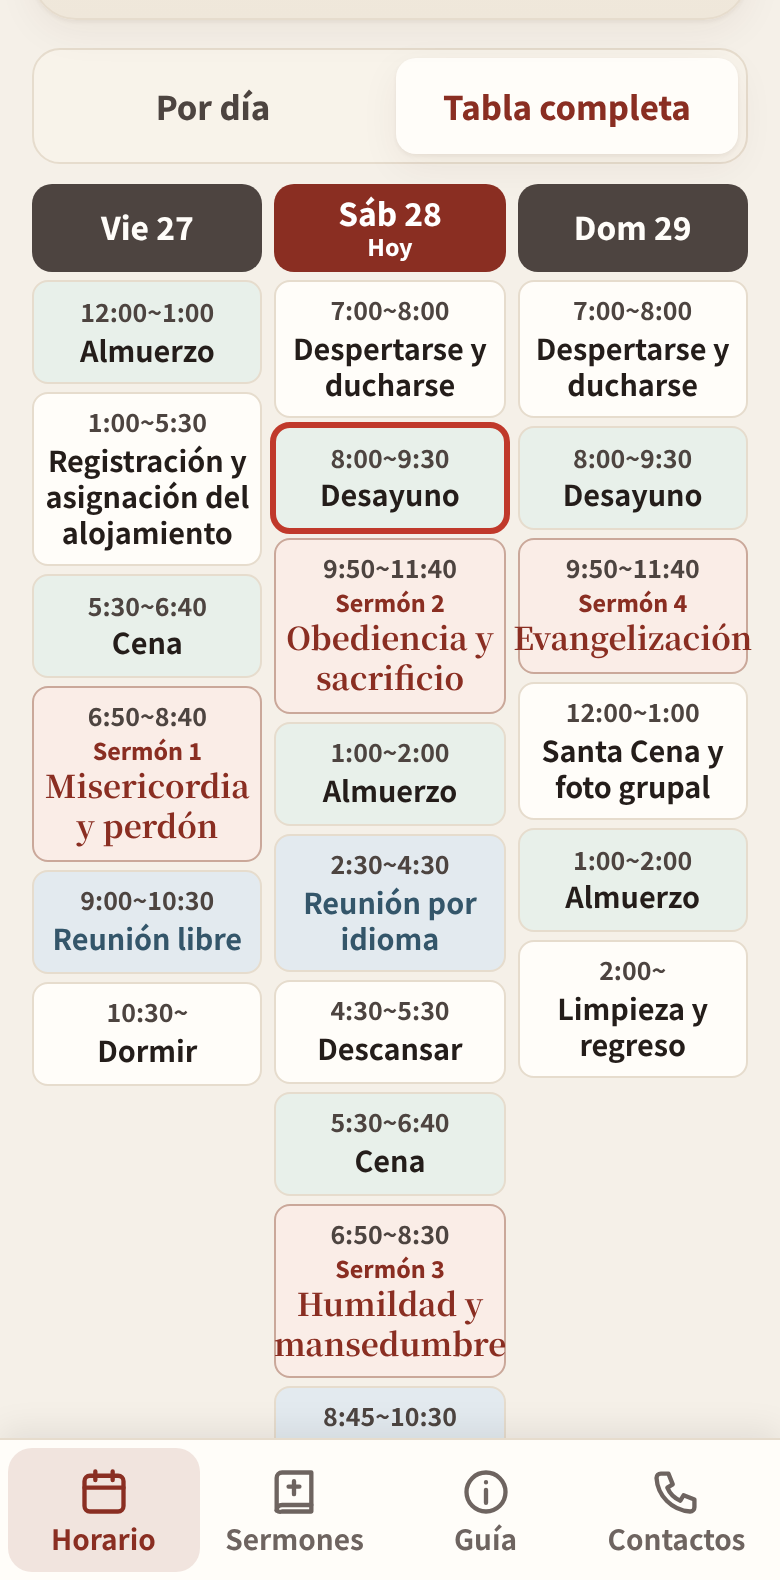 Por día
Tabla completa
Vie 27
12:00~1:00
Almuerzo
1:00~5:30
Registración y
asignación del
alojamiento
5:30~6:40
Cena
6:50~8:40
Sermón 1
Misericordia
y perdón
9:00~10:30
Reunión libre
10:30~
Dormir
Sáb 28
Hoy
7:00~8:00
Despertarse y
ducharse
8:00~9:30
Desayuno
9:50~11:40
Sermón 2
Obediencia y
sacrificio
1:00~2:00
Almuerzo
2:30~4:30
Reunión por
idioma
4:30~5:30
Descansar
5:30~6:40
Cena
6:50~8:30
Sermón 3
Humildad y
mansedumbre
8:45~10:30
Dom 29
7:00~8:00
Despertarse y
ducharse
8:00~9:30
Desayuno
9:50~11:40
Sermón 4
Evangelización
12:00~1:00
Santa Cena y
foto grupal
1:00~2:00
Almuerzo
2:00~
Limpieza y
regreso
Horario
Sermones
Guía
Contactos